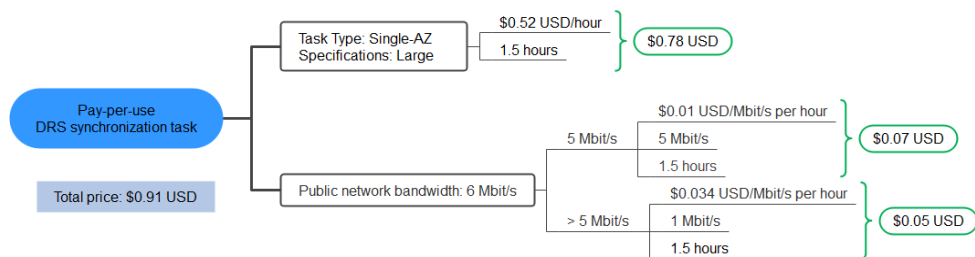 Pay-per-use
DRS synchronization task
Total price: $0.91 USD
Task Type: Single-AZ
Specifications: Large
$0.52 USD/hour
1.5 hours
$0.78 USD
Public network bandwidth: 6 Mbit/s
5 Mbit/s
$0.01 USD/Mbit/s per hour
5 Mbit/s
1.5 hours
$0.07 USD
> 5 Mbit/s
$0.034 USD/Mbit/s per hour
1 Mbit/s
1.5 hours
$0.05 USD